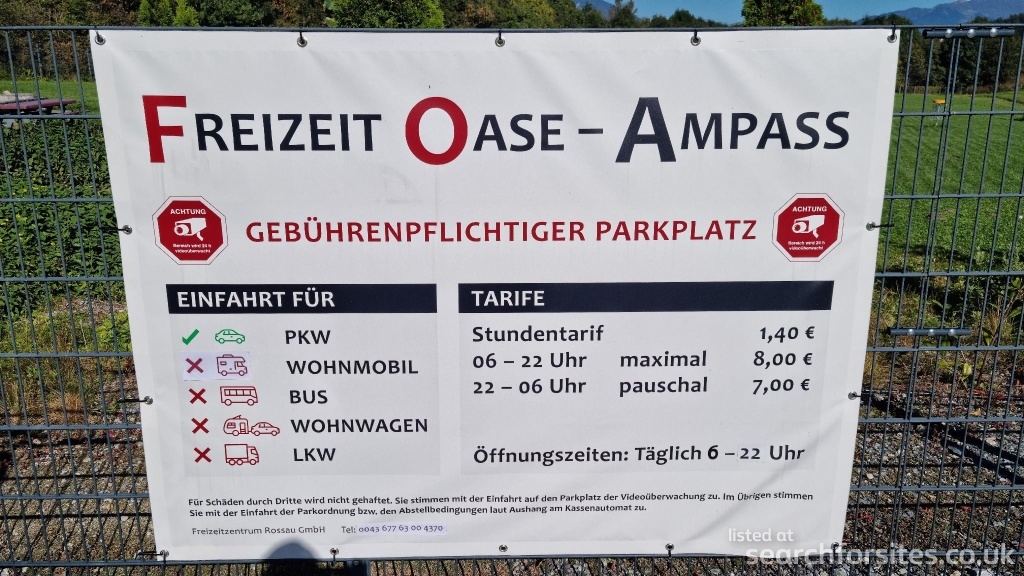 FREIZEIT OASE – AMPASS
ACHTUNG
Bereich wird 24 h
videoüberwacht!
GEBÜHRENPFLICHTIGER PARKPLATZ
ACHTUNG
Bereich wird 24 h
videoüberwacht!
EINFAHRT FÜR
PKW
WOHNMOBIL
BUS
WOHNWAGEN
LKW
TARIFE
Stundentarif 1,40 €
06 – 22 Uhr maximal 8,00 €
22 – 06 Uhr pauschal 7,00 €
Öffnungszeiten: Täglich 6 – 22 Uhr
Für Schäden durch Dritte wird nicht gehaftet. Sie stimmen mit der Einfahrt auf den Parkplatz der Videoüberwachung zu. Im Übrigen stimmen
Sie mit der Einfahrt der Parkordnung bzw. den Abstellbedingungen laut Aushang am Kassenautomat zu.
Freizeitzentrum Rossau GmbH Tel: 0043 677 63 00 4370
listed at
searchforsites.co.uk